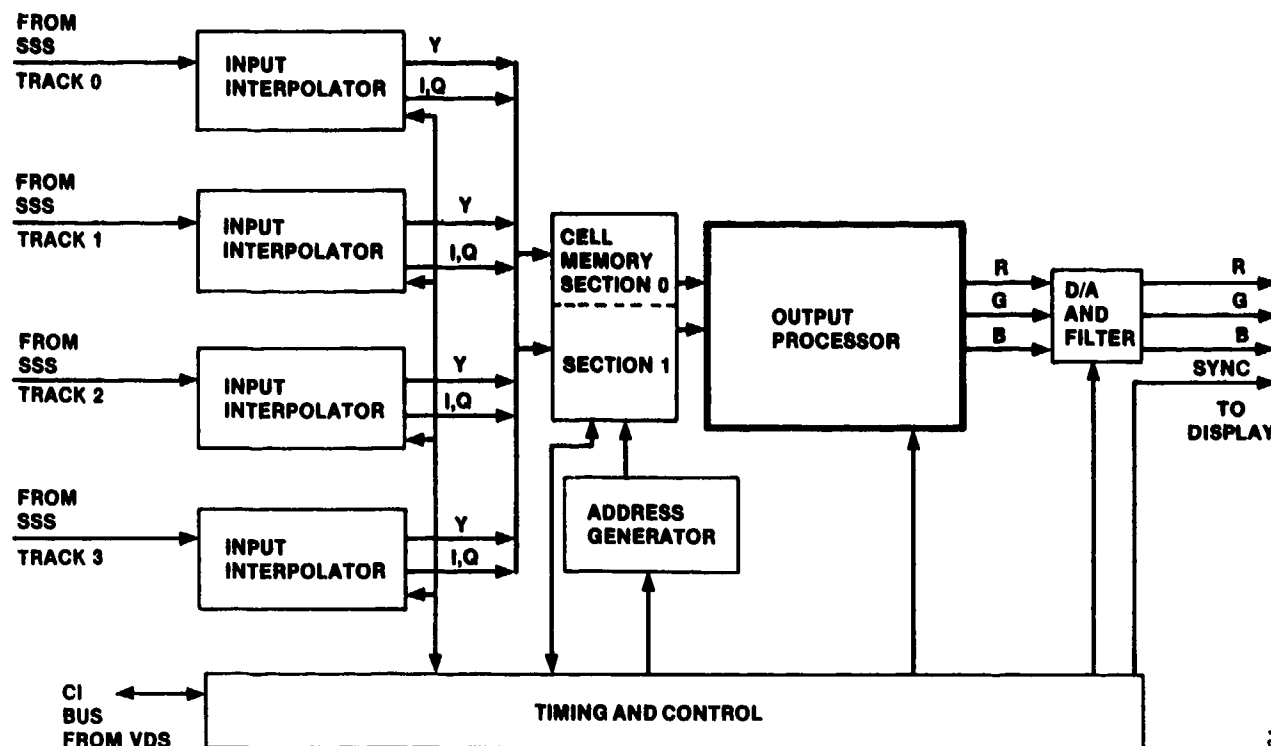 FROM
SSS
TRACK 0
INPUT
INTERPOLATOR
Y
I,Q
FROM
SSS
TRACK 1
INPUT
INTERPOLATOR
Y
I,Q
FROM
SSS
TRACK 2
INPUT
INTERPOLATOR
Y
I,Q
FROM
SSS
TRACK 3
INPUT
INTERPOLATOR
Y
I,Q
CELL
MEMORY
SECTION 0
SECTION 1
ADDRESS
GENERATOR
OUTPUT
PROCESSOR
R
G
B
D/A
AND
FILTER
R
G
B
SYNC
TO
DISPLAY
CI
BUS
FROM VDS
TIMING AND CONTROL